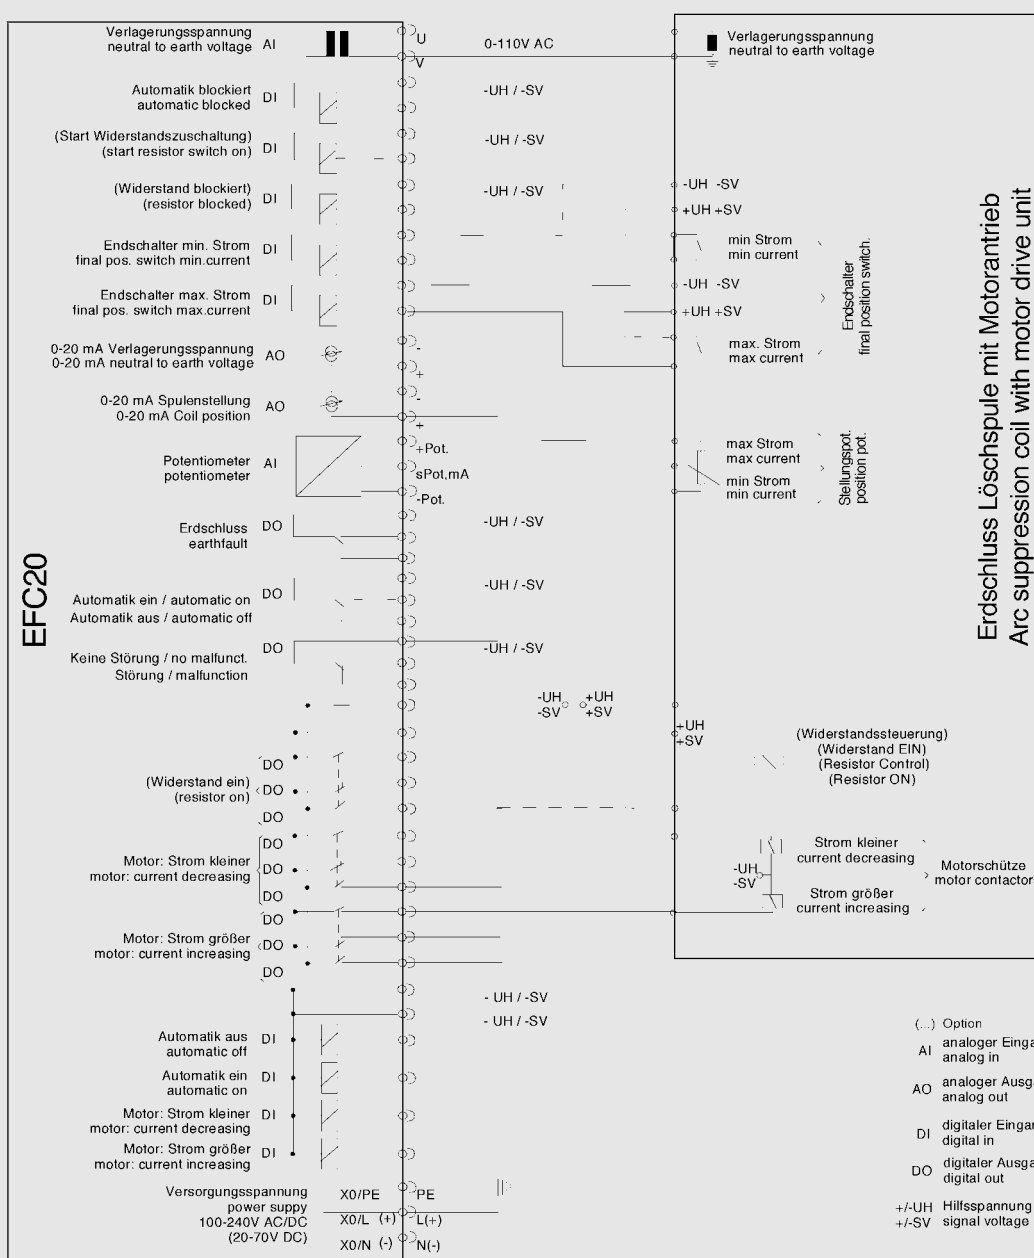 Verlagerungsspannung
neutral to earth voltage
AI
U
V
0-110V AC
Verlagerungsspannung
neutral to earth voltage
Automatik blockiert
automatic blocked
DI
-UH / -SV
(Start Widerstandszuschaltung)
(start resistor switch on)
DI
-UH / -SV
(Widerstand blockiert)
(resistor blocked)
DI
-UH / -SV
-UH -SV
+UH +SV
Endschalter min. Strom
final pos. switch min.current
DI
min Strom
min current
Endschalter max. Strom
final pos. switch max.current
DI
-UH -SV
+UH +SV
Endschalter
final position switch.
0-20 mA Verlagerungsspannung
0-20 mA neutral to earth voltage
AO
-
+
max. Strom
max current
0-20 mA Spulenstellung
0-20 mA Coil position
AO
-
+
Potentiometer
potentiometer
AI
+Pot.
sPot,mA
-Pot.
max Strom
max current
min Strom
min current
Stellungspot.
position pot.
Erdschluss
earthfault
DO
-UH / -SV
EFC20
Erdschluss Löschspule mit Motorantrieb
Arc suppression coil with motor drive unit
Automatik ein / automatic on
Automatik aus / automatic off
DO
-UH / -SV
Keine Störung / no malfunct.
Störung / malfunction
DO
-UH / -SV
-UH
-SV
+UH
+SV
+UH
+SV
(Widerstandssteuerung)
(Widerstand EIN)
(Resistor Control)
(Resistor ON)
(Widerstand ein)
(resistor on)
DO
DO
DO
Motor: Strom kleiner
motor: current decreasing
DO
DO
DO
Strom kleiner
current decreasing
-UH
-SV
Strom größer
current increasing
Motorschütze
motor contactor
Motor: Strom größer
motor: current increasing
DO
DO
DO
- UH / -SV
- UH / -SV
Automatik aus
automatic off
DI
Automatik ein
automatic on
DI
Motor: Strom kleiner
motor: current decreasing
DI
Motor: Strom größer
motor: current increasing
DI
Versorgungsspannung
power suppy
100-240V AC/DC
(20-70V DC)
X0/PE
PE
X0/L (+)
L(+)
X0/N (-)
N(-)
(...) Option
AI
analoger Einga
analog in
AO
analoger Ausga
analog out
DI
digitaler Eingan
digital in
DO
digitaler Ausga
digital out
+/-UH Hilfsspannung
+/-SV signal voltage